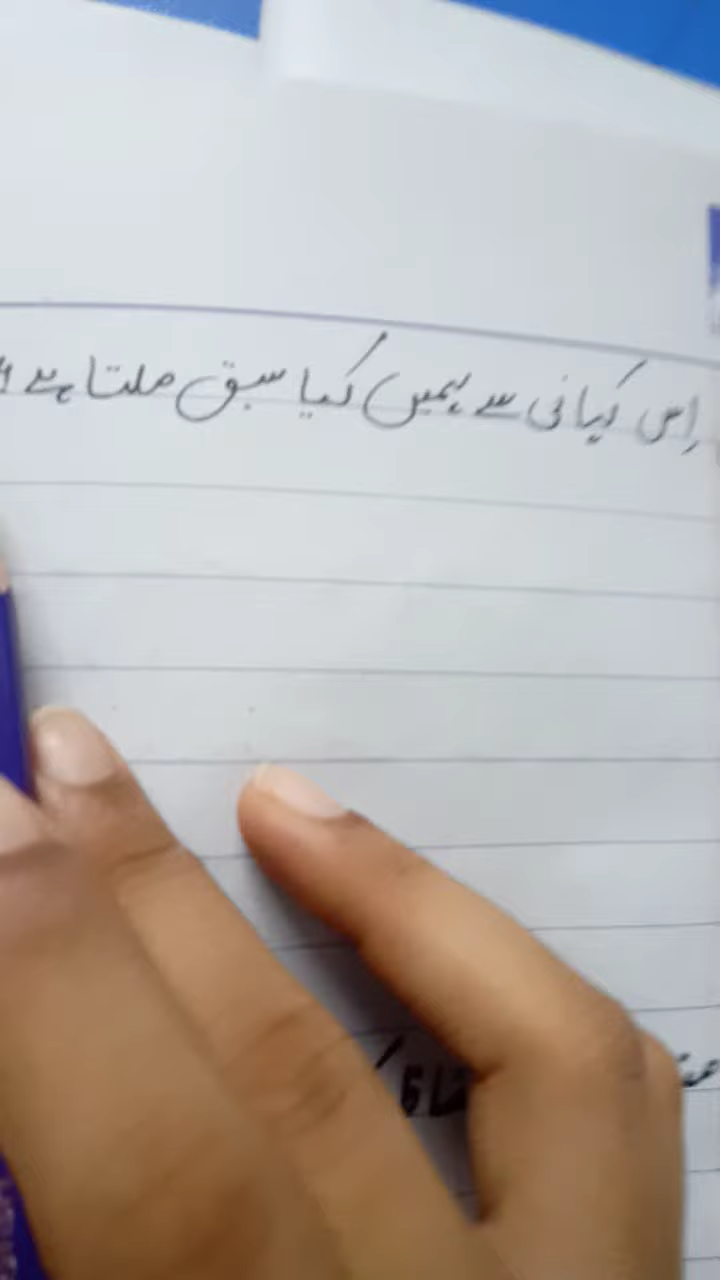 اِس کہانی سے ہمیں کیا سبق ملتا ہے